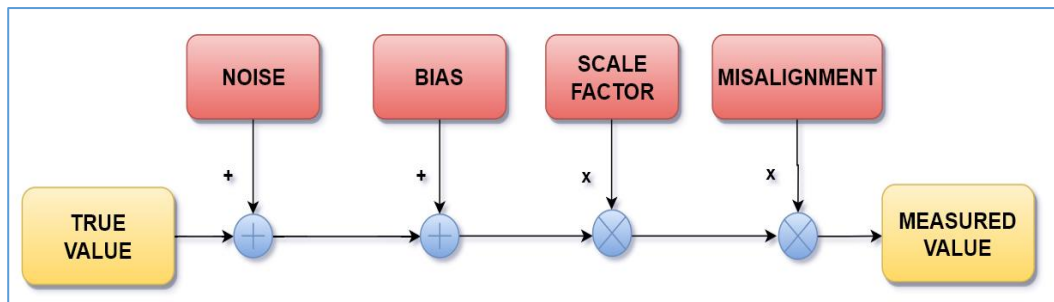 NOISE
BIAS
SCALE
FACTOR
MISALIGNMENT
+
+
x
x
TRUE
VALUE
MEASURED
VALUE